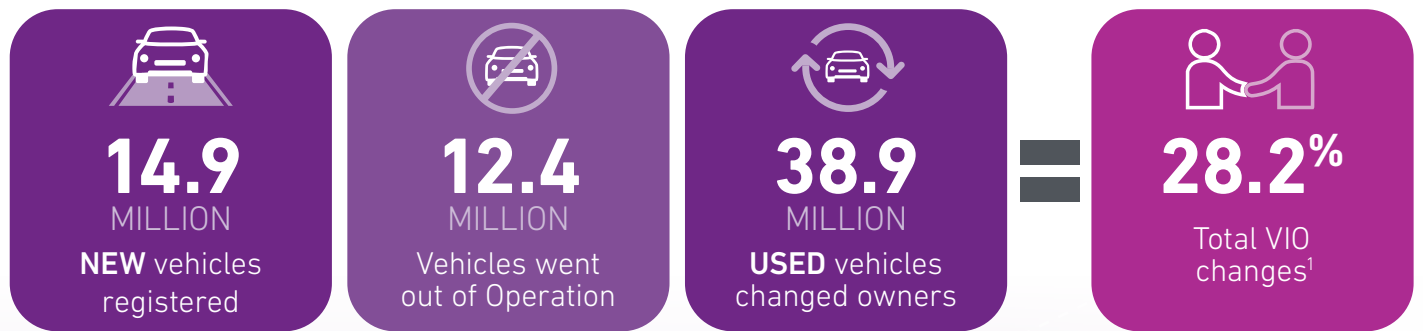 14.9
MILLION
NEW vehicles
registered
12.4
MILLION
Vehicles went
out of Operation
38.9
MILLION
USED vehicles
changed owners
=
28.2%
Total VIO
changes¹